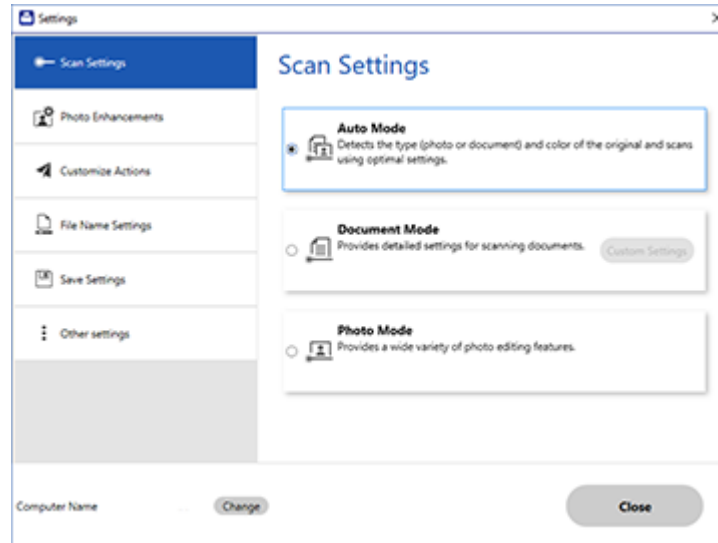 Settings
Scan Settings
Photo Enhancements
Customize Actions
File Name Settings
Save Settings
Other settings
Scan Settings
Auto Mode
Detects the type (photo or document) and color of the original and scans
using optimal settings.
Document Mode
Provides detailed settings for scanning documents.
Custom Settings
Photo Mode
Provides a wide variety of photo editing features.
Computer Name
Change
Close